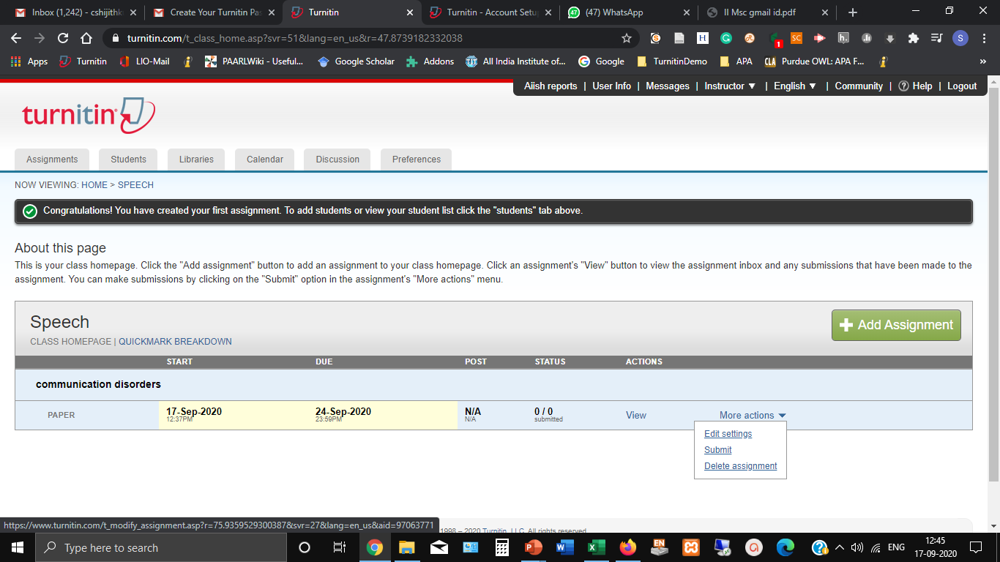 Inbox (1,242) - cshijithk
Create Your Turnitin Pas
Turnitin
Turnitin - Account Setup
(47) WhatsApp
II Msc gmail id.pdf
turnitin.com/t_class_home.asp?svr=51&lang=en_us&r=47.8739182332038
Apps
Turnitin
LIO-Mail
PAARLWiki - Useful...
Google Scholar
Addons
All India Institute of...
Google
TurnitinDemo
APA
Purdue OWL: APA F...
»
Aiish reports | User Info | Messages | Instructor ▼ | English ▼ | Community | ? Help | Logout
turnitin
Assignments
Students
Libraries
Calendar
Discussion
Preferences
NOW VIEWING: HOME > SPEECH
Congratulations! You have created your first assignment. To add students or view your student list click the "students" tab above.
About this page
This is your class homepage. Click the "Add assignment" button to add an assignment to your class homepage. Click an assignment's "View" button to view the assignment inbox and any submissions that have been made to the
assignment. You can make submissions by clicking on the "Submit" option in the assignment's "More actions" menu.
Speech
Add Assignment
CLASS HOMEPAGE | QUICKMARK BREAKDOWN
START DUE POST STATUS ACTIONS
communication disorders
PAPER
17-Sep-2020
12:37PM
24-Sep-2020
23:59PM
N/A
N/A
0 / 0
submitted
View
More actions
Edit settings
Submit
Delete assignment
https://www.turnitin.com/t_modify_assignment.asp?r=75.9359529300387&svr=27&lang=en_us&aid=97063771
1998 – 2020 Turnitin, LLC. All rights reserved.
Type here to search
ENG
12:45
17-09-2020